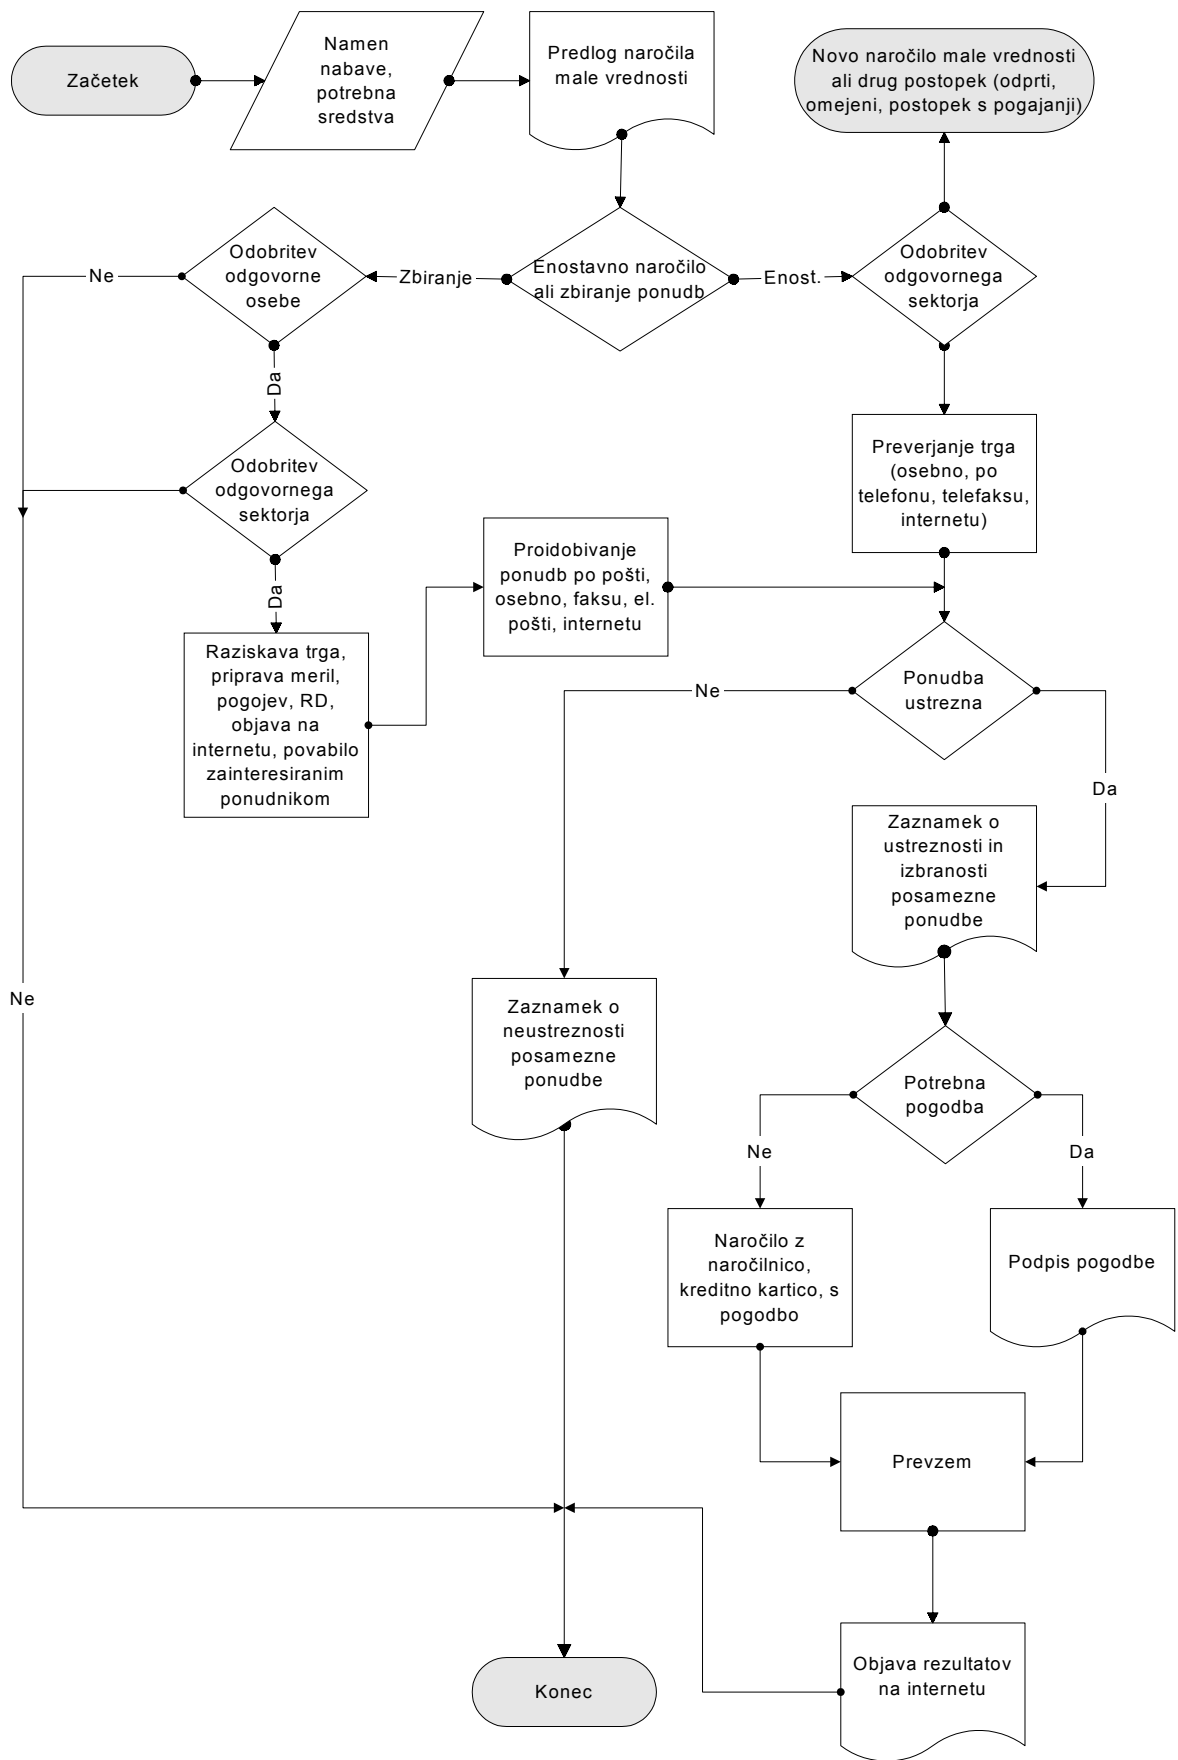 Začetek
Namen
nabave,
potrebna
sredstva
Predlog naročila
male vrednosti
Novo naročilo male vrednosti
ali drug postopek (odprti,
omejeni, postopek s pogajanji)
Ne
Odobritev
odgovorne
osebe
Zbiranje
Enostavno naročilo
ali zbiranje ponudb
Enost.
Odobritev
odgovornega
sektorja
Da
Odobritev
odgovornega
sektorja
Preverjanje trga
(osebno, po
telefonu, telefaksu,
internetu)
Proidobivanje
ponudb po pošti,
osebno, faksu, el.
pošti, internetu
Da
Raziskava trga,
priprava meril,
pogojev, RD,
objava na
internetu, povabilo
zainteresiranim
ponudnikom
Ne
Ponudba
ustrezna
Da
Zaznamek o
ustreznosti in
izbranosti
posamezne
ponudbe
Ne
Zaznamek o
neustreznosti
posamezne
ponudbe
Potrebna
pogodba
Ne
Da
Naročilo z
naročilnico,
kreditno kartico, s
pogodbo
Podpis pogodbe
Prevzem
Objava rezultatov
na internetu
Konec